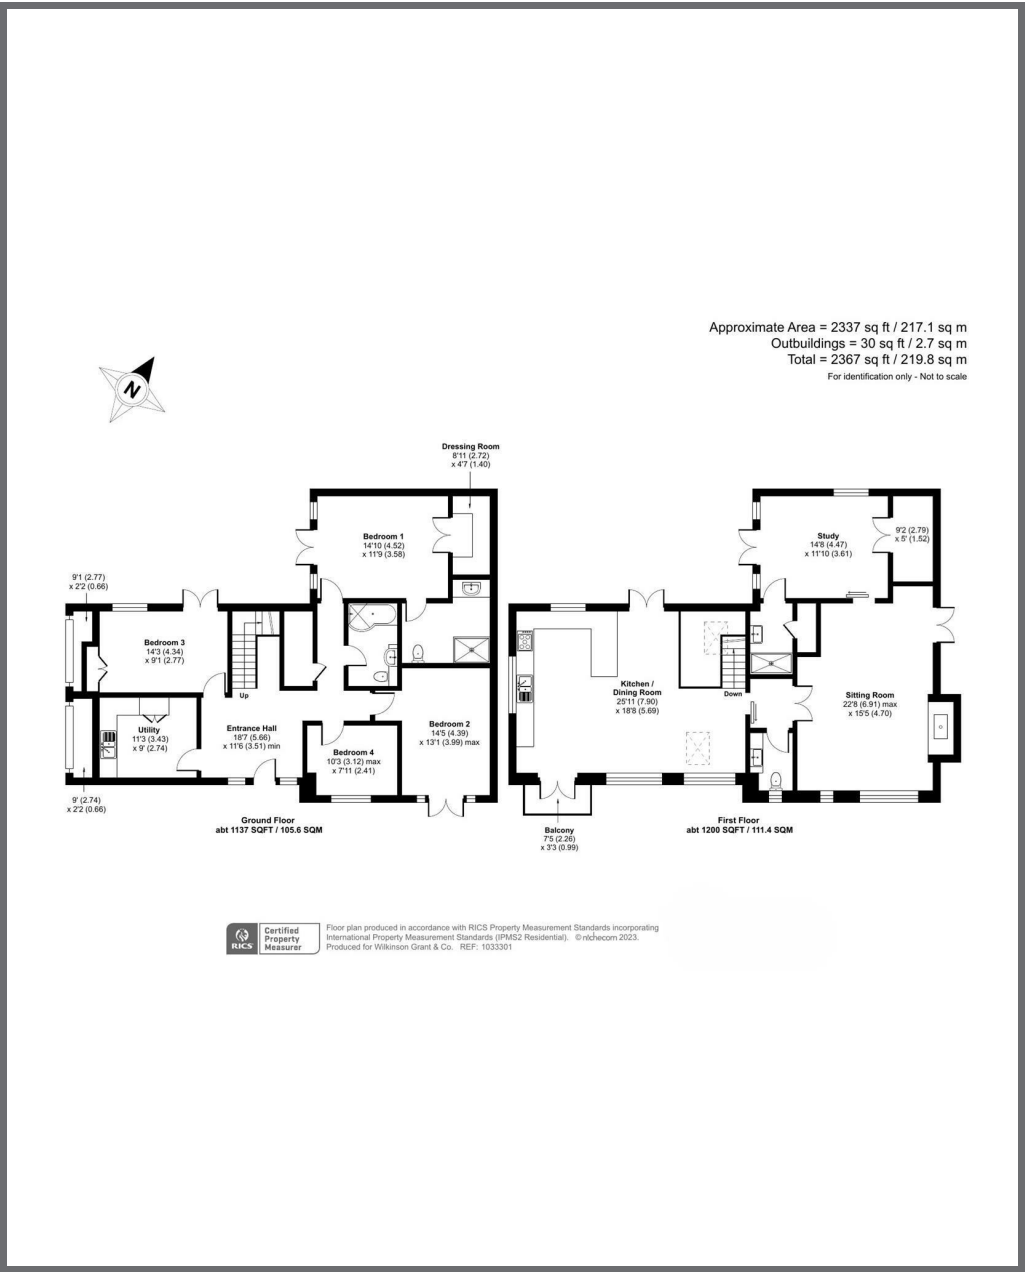 Approximate Area = 2337 sq ft / 217.1 sq m
Outbuildings = 30 sq ft / 2.7 sq m
Total = 2367 sq ft / 219.8 sq m
For identification only - Not to scale
N
Dressing Room
8'11 (2.72)
x 4'7 (1.40)
Bedroom 1
14'10 (4.52)
x 11'9 (3.58)
9'1 (2.77)
x 2'2 (0.66)
Bedroom 3
14'3 (4.34)
x 9'1 (2.77)
Up
Utility
11'3 (3.43)
x 9' (2.74)
Entrance Hall
18'7 (5.66)
x 11'6 (3.51) min
Bedroom 2
14'5 (4.39)
x 13'1 (3.99) max
Bedroom 4
10'3 (3.12) max
x 7'11 (2.41)
9' (2.74)
x 2'2 (0.66)
Ground Floor
abt 1137 SQFT / 105.6 SQM
Study
14'8 (4.47)
x 11'10 (3.61)
9'2 (2.79)
x 5' (1.52)
Kitchen /
Dining Room
25'11 (7.90)
x 18'8 (5.69)
Down
Sitting Room
22'8 (6.91) max
x 15'5 (4.70)
Balcony
7'5 (2.26)
x 3'3 (0.99)
First Floor
abt 1200 SQFT / 111.4 SQM
RICS
Certified
Property
Measurer
Floor plan produced in accordance with RICS Property Measurement Standards incorporating
International Property Measurement Standards (IPMS2 Residential). © nichecom 2023.
Produced for Wilkinson Grant & Co. REF: 1033301